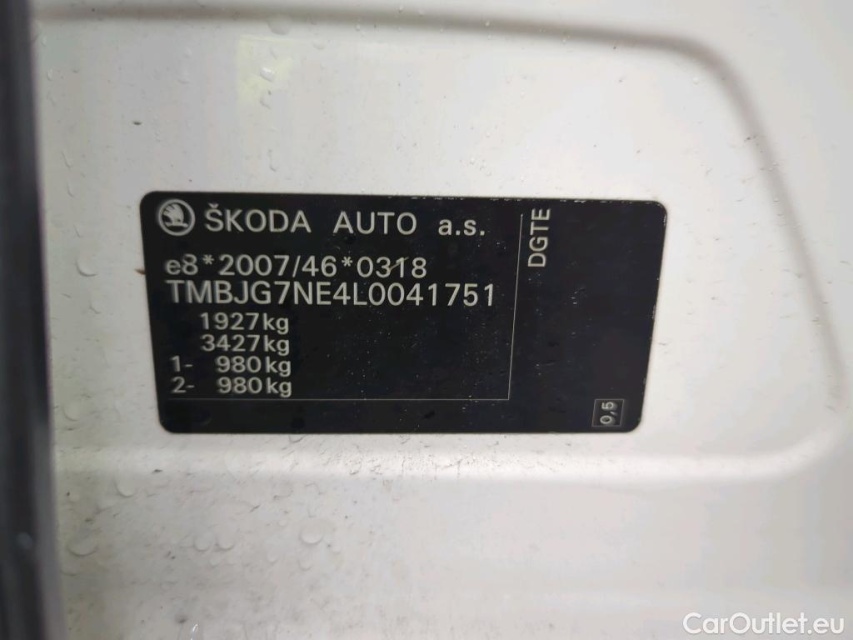 ŠKODA AUTO a.s.
e8*2007/46*0318
TMBJG7NE4L0041751
1927kg
3427kg
1- 980kg
2- 980kg
DGTE
0,5
CarOutlet.eu